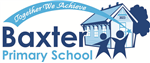 Together We Achieve
Baxter
Primary School